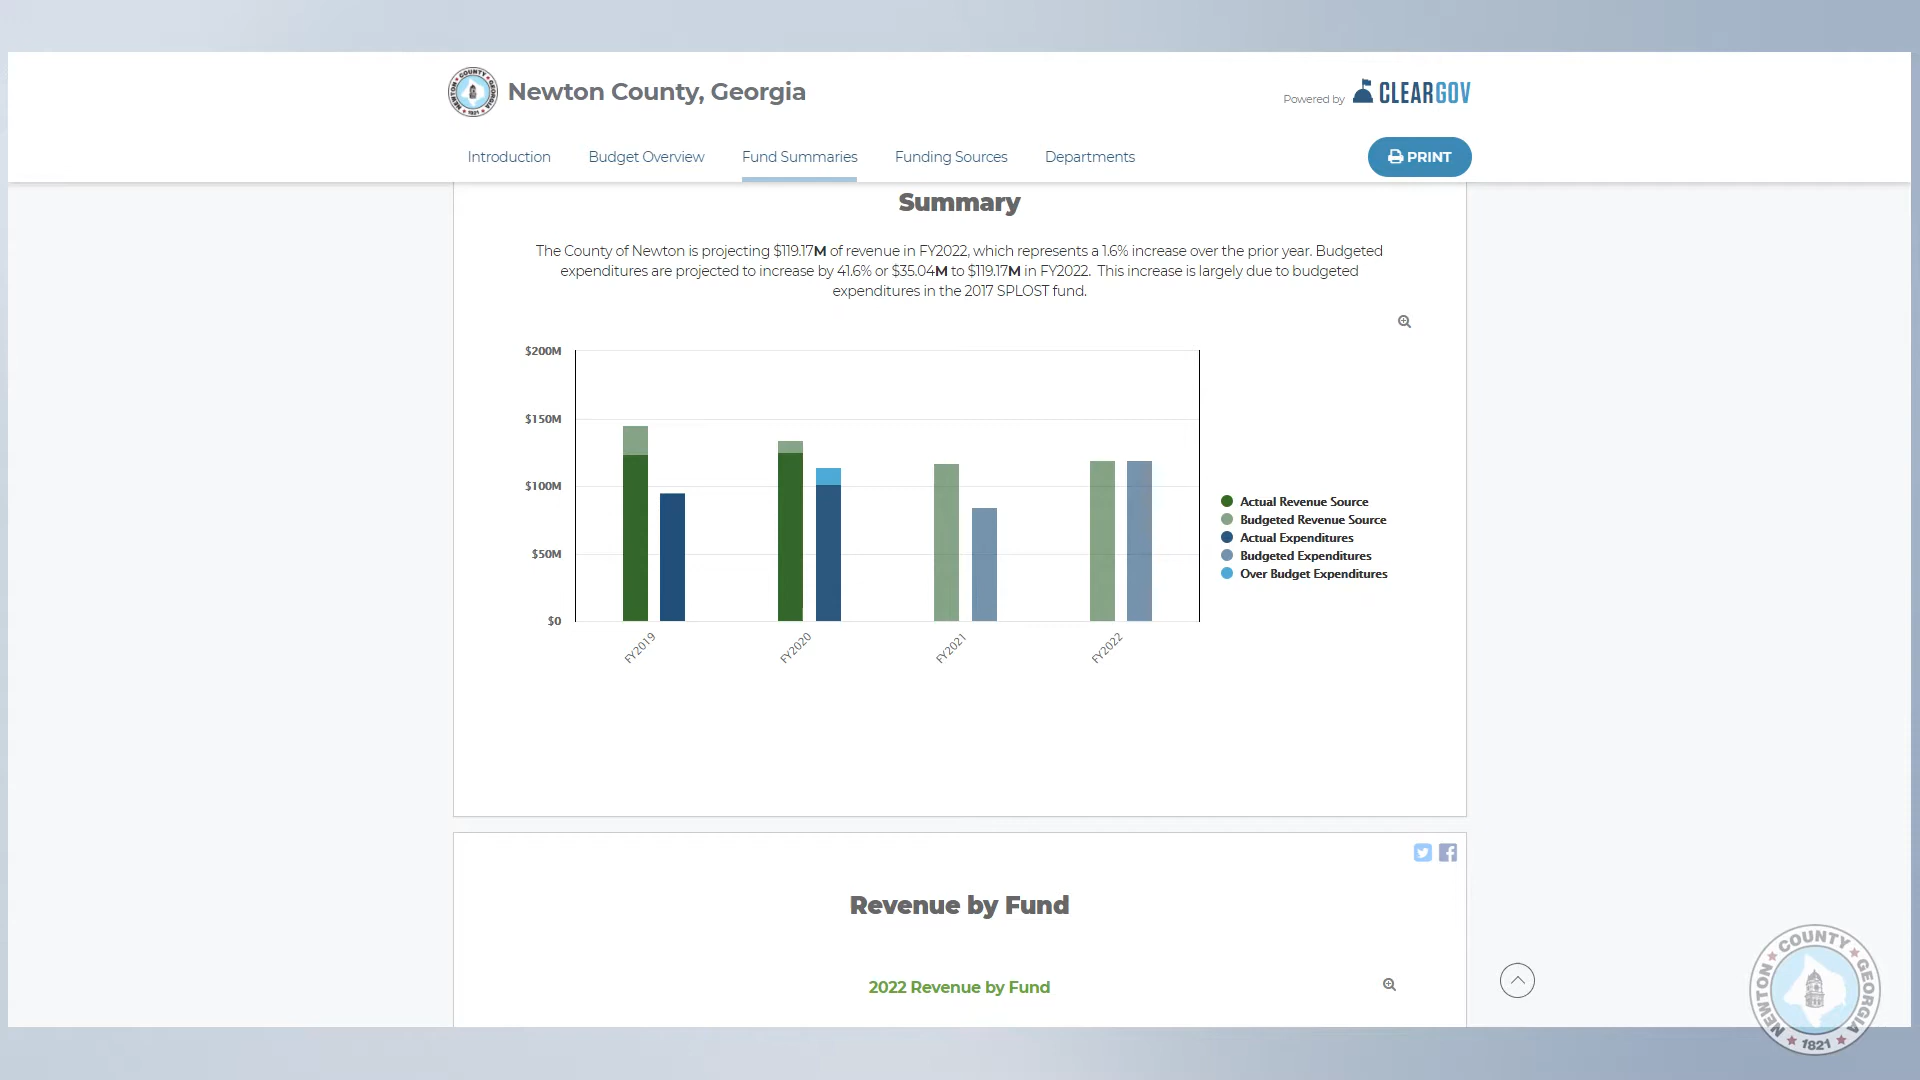 Newton County, Georgia
Powered by CLEARGOV
Introduction Budget Overview Fund Summaries Funding Sources Departments PRINT
Summary
The County of Newton is projecting $119.17M of revenue in FY2022, which represents a 1.6% increase over the prior year. Budgeted
expenditures are projected to increase by 41.6% or $35.04M to $119.17M in FY2022. This increase is largely due to budgeted
expenditures in the 2017 SPLOST fund.
$200M
$150M
$100M
$50M
$0
FY2019 FY2020 FY2021 FY2022
Actual Revenue Source
Budgeted Revenue Source
Actual Expenditures
Budgeted Expenditures
Over Budget Expenditures
Revenue by Fund
2022 Revenue by Fund
NEWTON COUNTY GEORGIA
1821